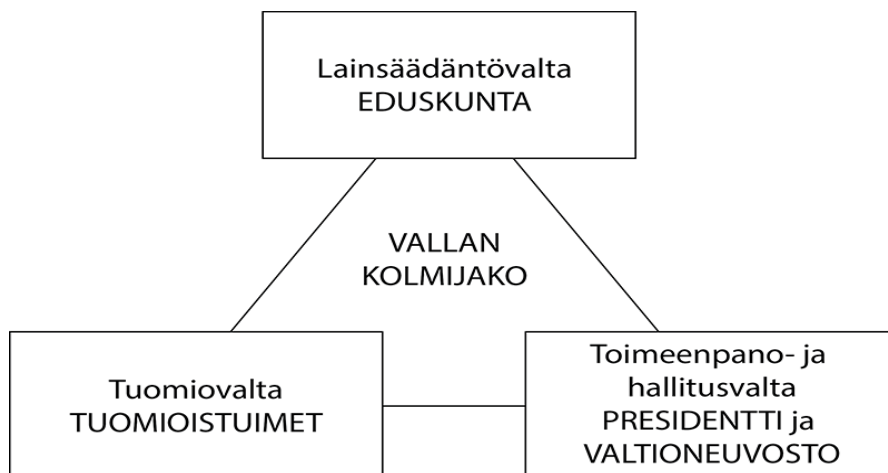 Lainsäädäntövalta
EDUSKUNTA
VALLAN
KOLMIJAKO
Tuomiovalta
TUOMIOISTUIMET
Toimeenpano- ja
hallitusvalta
PRESIDENTTI ja
VALTIONEUVOSTO